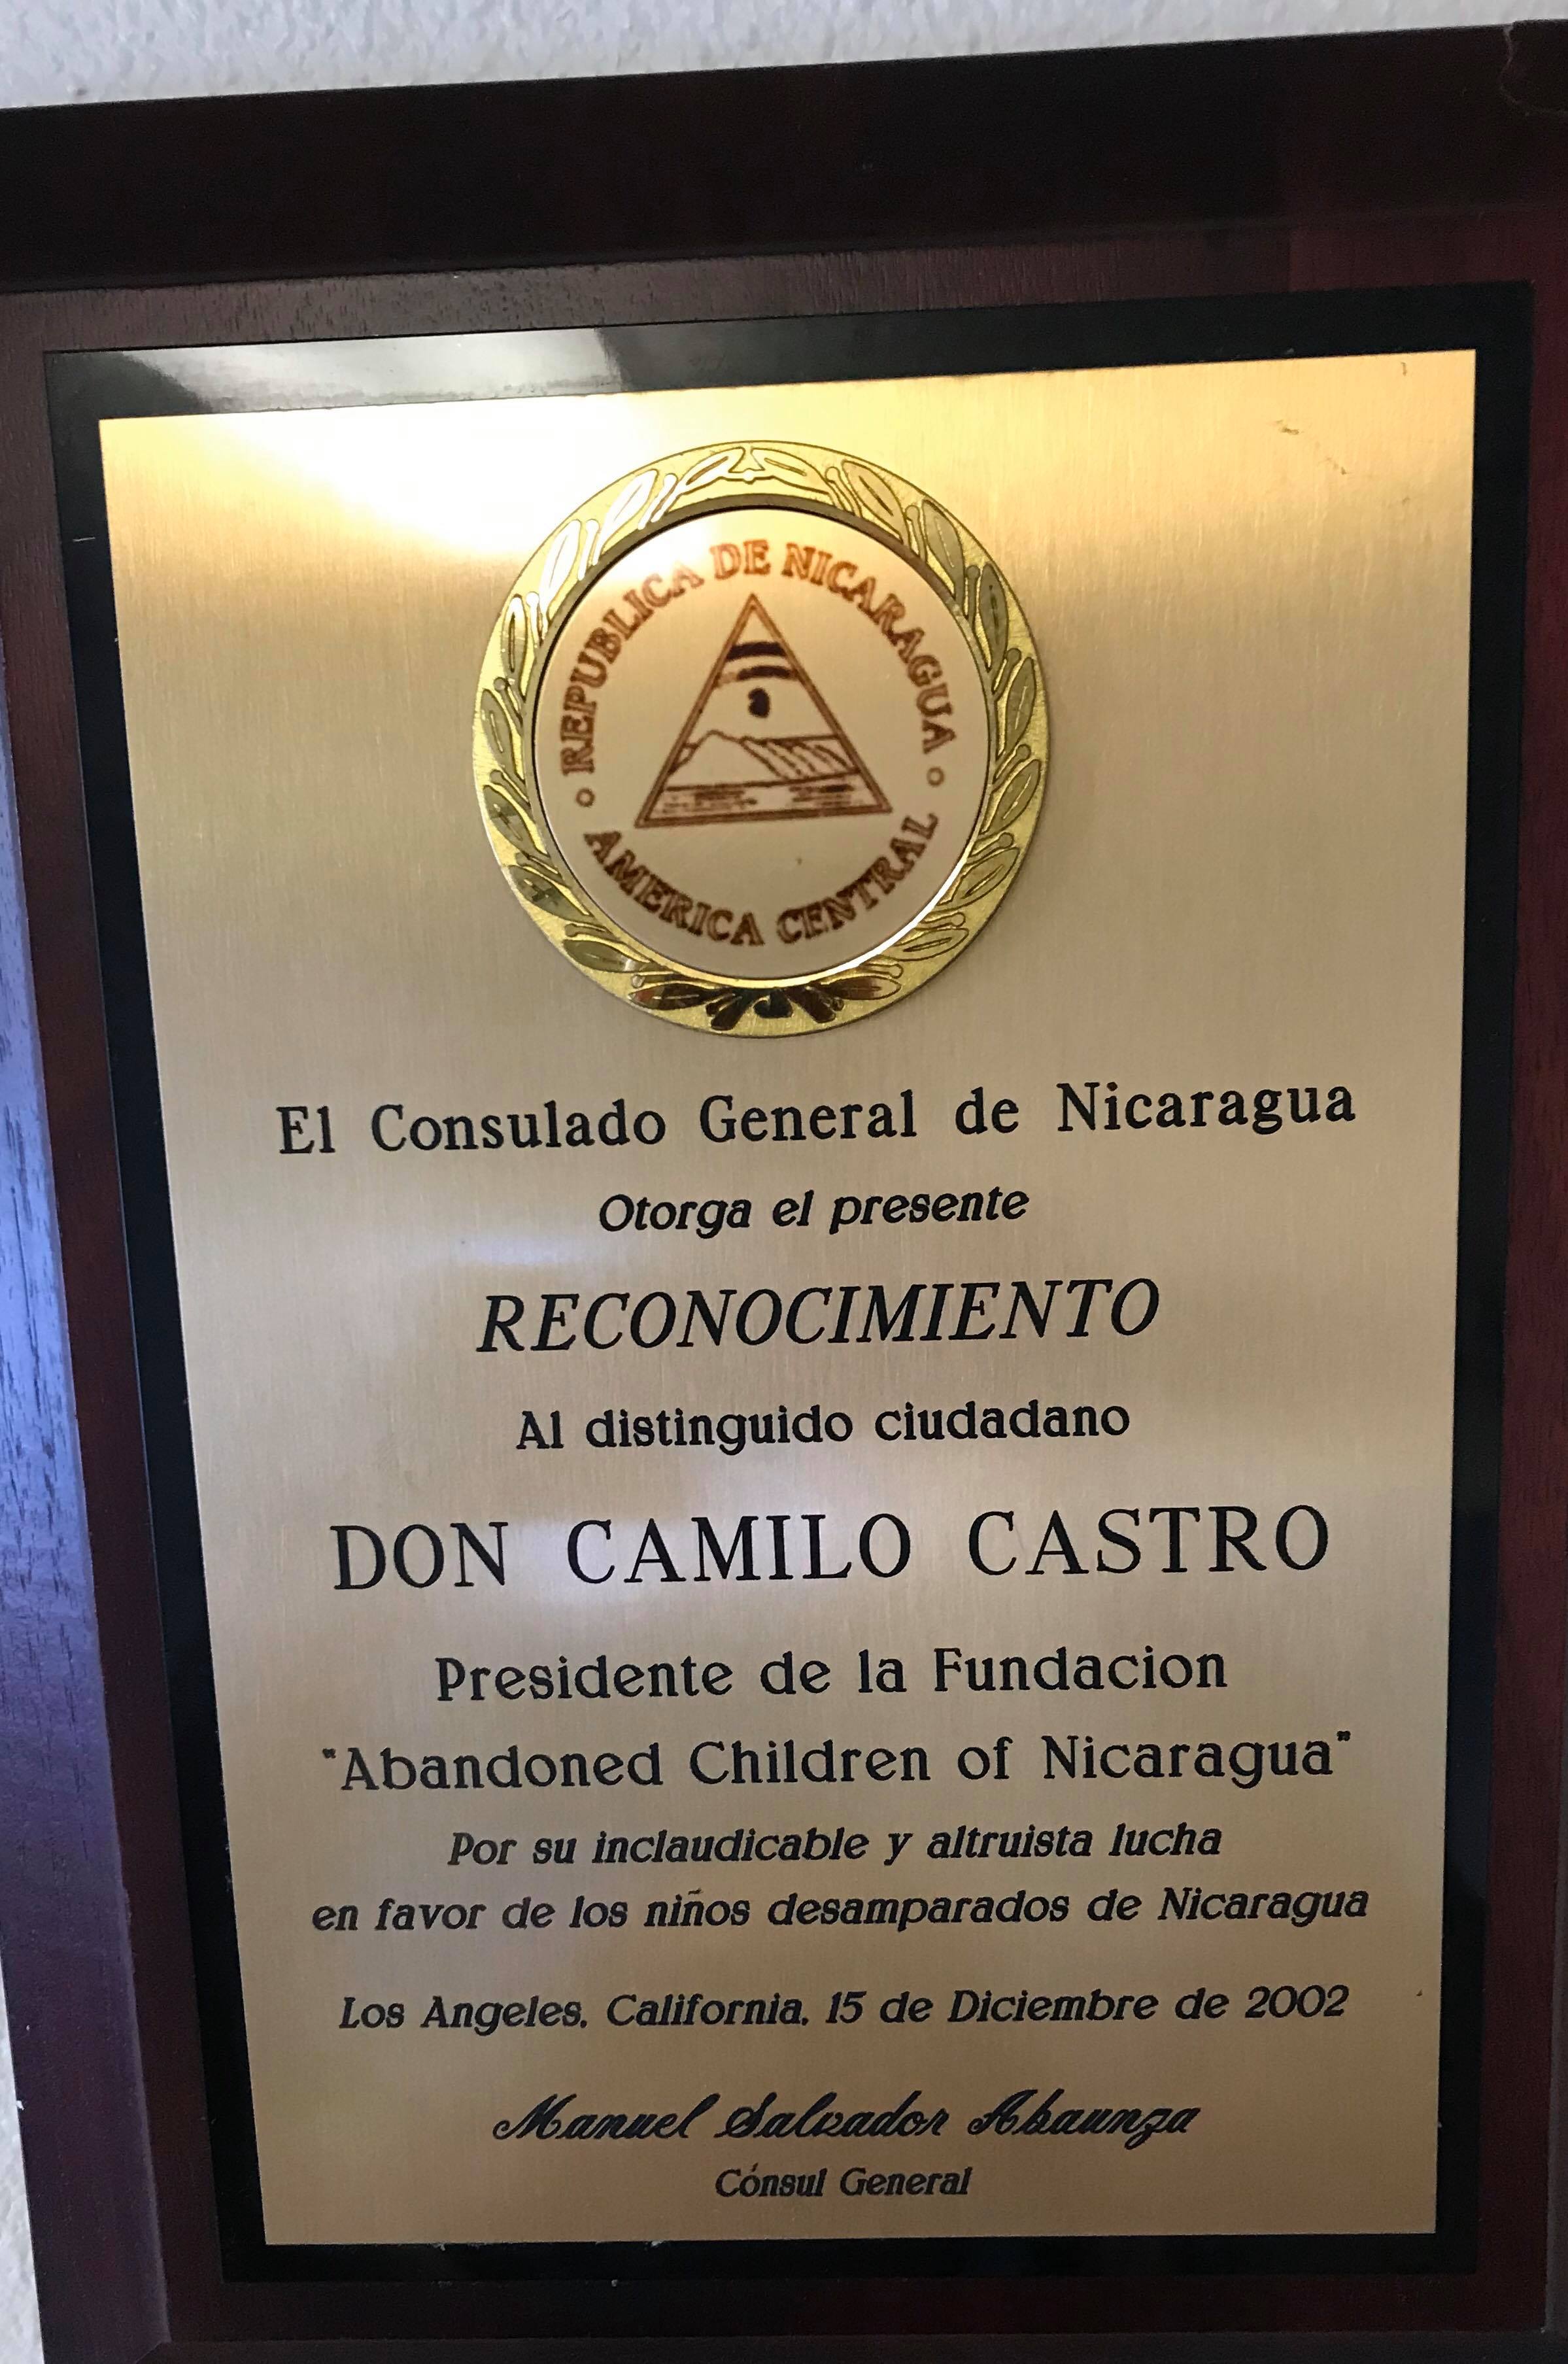 REPUBLICA DE NICARAGUA
AMERICA CENTRAL
El Consulado General de Nicaragua
Otorga el presente
RECONOCIMIENTO
Al distinguido ciudadano
DON CAMILO CASTRO
Presidente de la Fundacion
"Abandoned Children of Nicaragua"
Por su inclaudicable y altruista lucha
en favor de los niños desamparados de Nicaragua
Los Angeles, California, 15 de Diciembre de 2002
Manuel Salvador Abaunza
Cónsul General